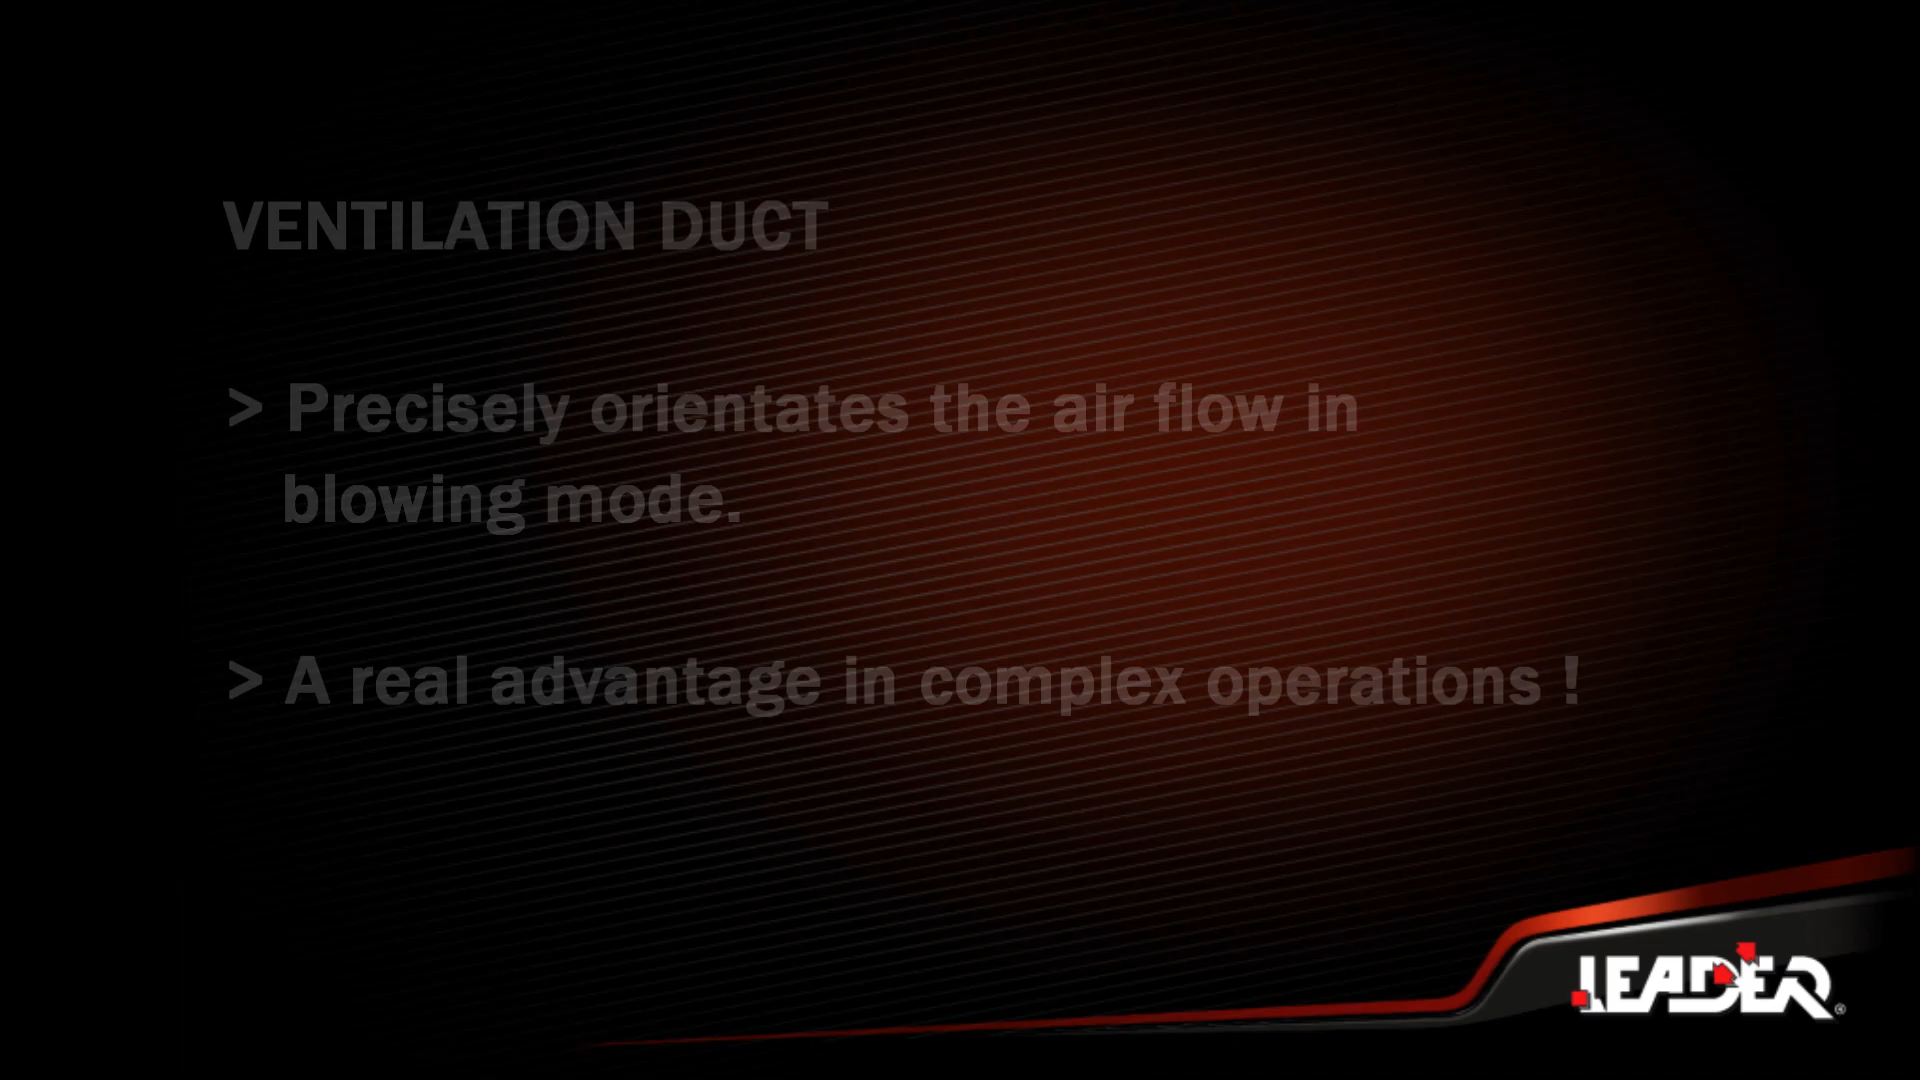 VENTILATION DUCT
> Precisely orientates the air flow in
blowing mode.
> A real advantage in complex operations !
LEADER®